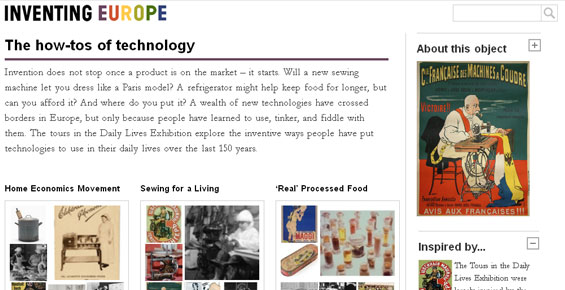 INVENTING EUROPE
The how-tos of technology
Invention does not stop once a product is on the market – it starts. Will a new sewing
machine let you dress like a Paris model? A refrigerator might help keep food for longer, but
can you afford it? And where do you put it? A wealth of new technologies have crossed
borders in Europe, but only because people have learned to use, tinker, and fiddle with
them. The tours in the Daily Lives Exhibition explore the inventive ways people have put
technologies to use in their daily lives over the last 150 years.
Home Economics Movement
Sewing for a Living
‘Real’ Processed Food
MAGGI
About this object
Cie FRANÇAISE DES MACHINES À COUDRE
VICTOIRE
AVIS AUX FRANÇAISES!!!
Inspired by...
The Tours in the Daily
Lives Exhibition were